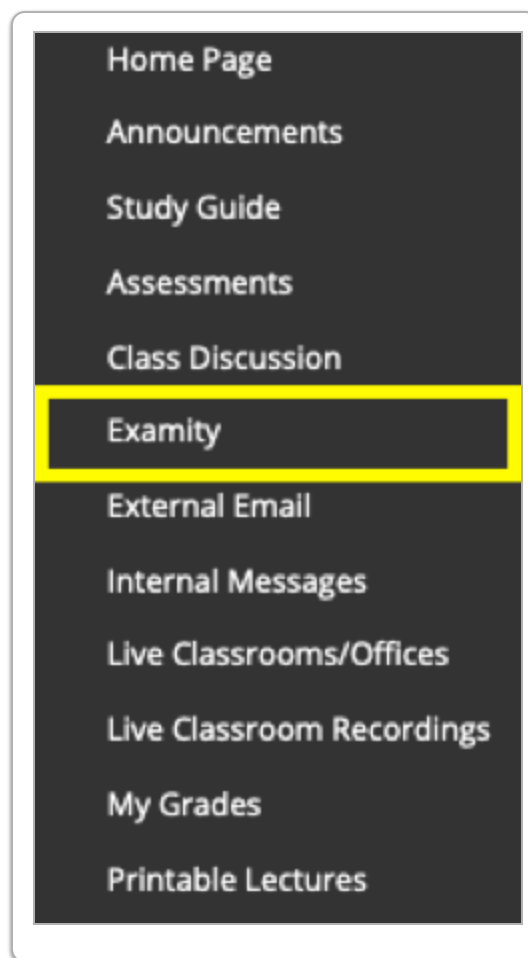 Home Page
Announcements
Study Guide
Assessments
Class Discussion
Examity
External Email
Internal Messages
Live Classrooms/Offices
Live Classroom Recordings
My Grades
Printable Lectures